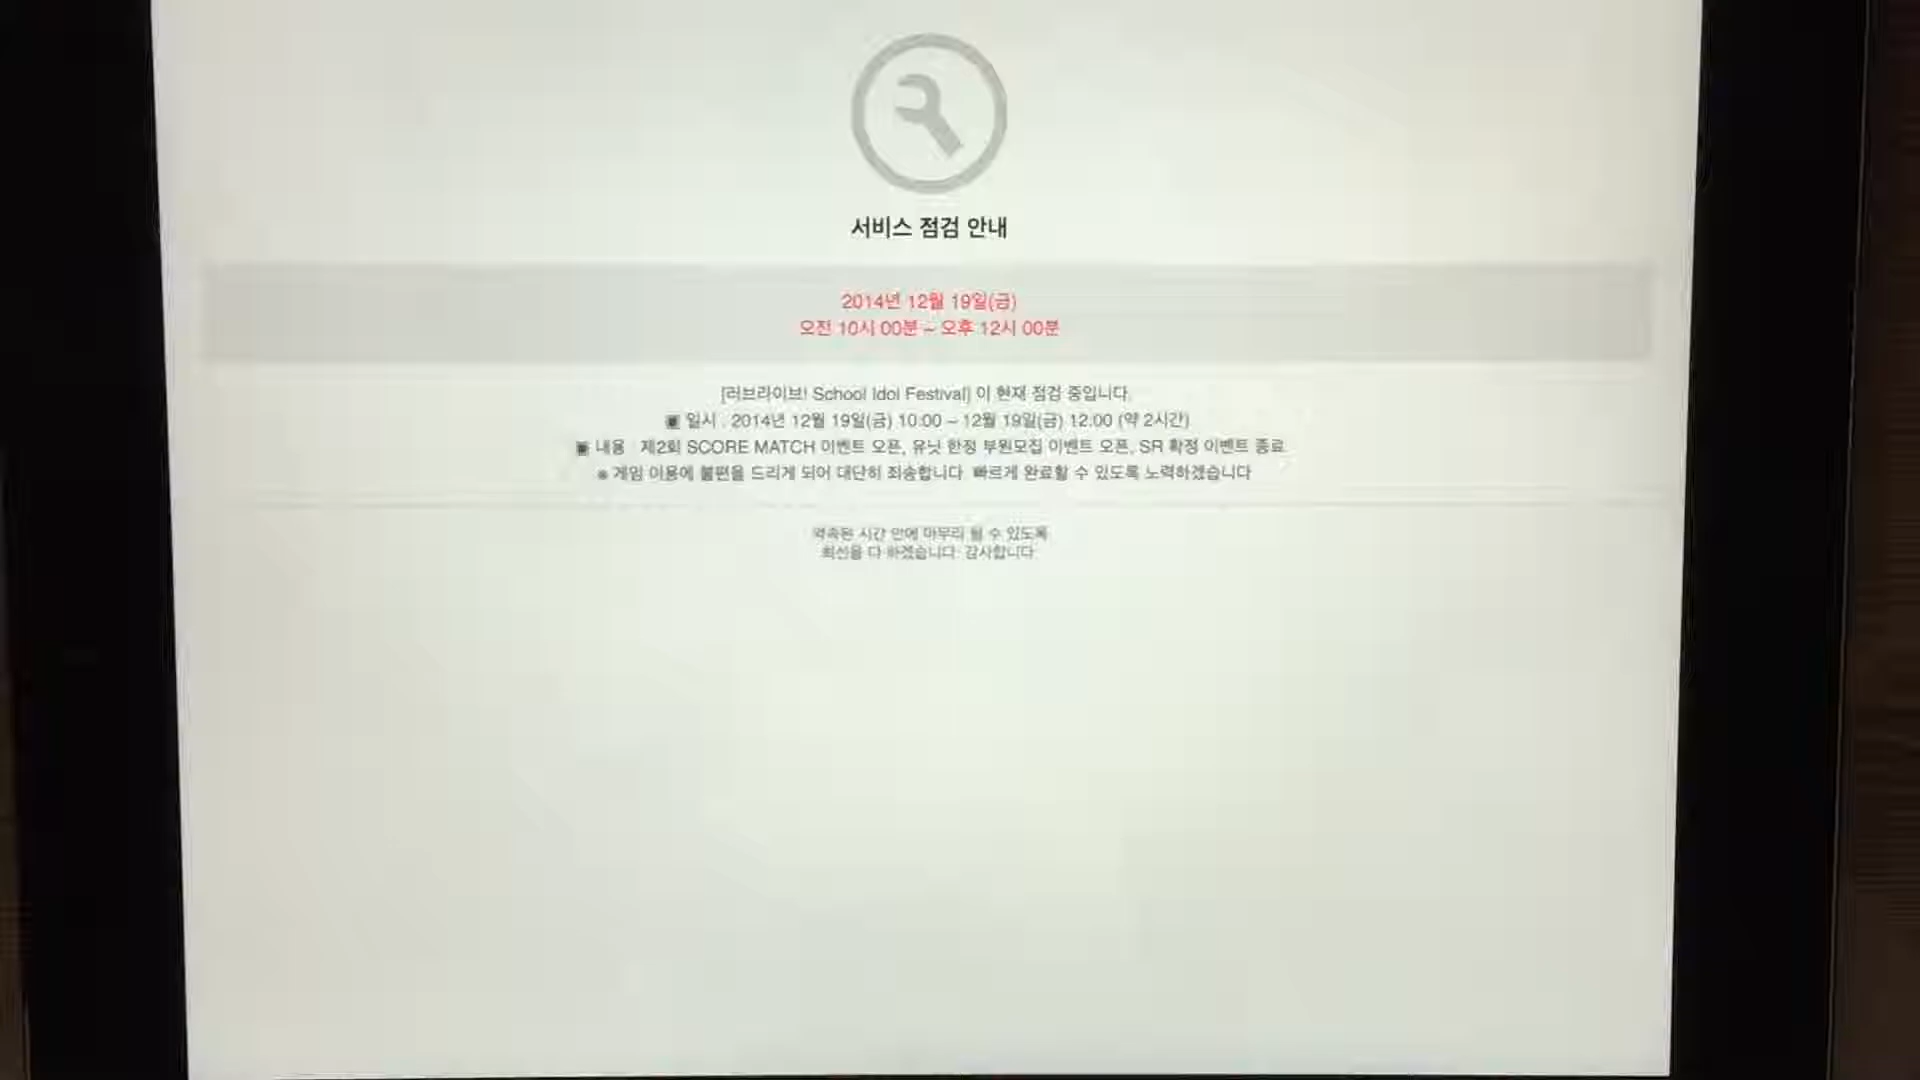 서비스 점검 안내
2014년 12월 19일(금)
오전 10시 00분 ~ 오후 12시 00분
[러브라이브! School Idol Festival] 이 현재 점검 중입니다.
▣ 일시 : 2014년 12월 19일(금) 10:00 ~ 12월 19일(금) 12:00 (약 2시간)
▣ 내용 : 제2회 SCORE MATCH 이벤트 오픈, 유닛 한정 부원모집 이벤트 오픈, SR 확정 이벤트 종료
※ 게임 이용에 불편을 드리게 되어 대단히 죄송합니다. 빠르게 완료할 수 있도록 노력하겠습니다.
약속된 시간 안에 마무리 될 수 있도록
최선을 다 하겠습니다. 감사합니다.